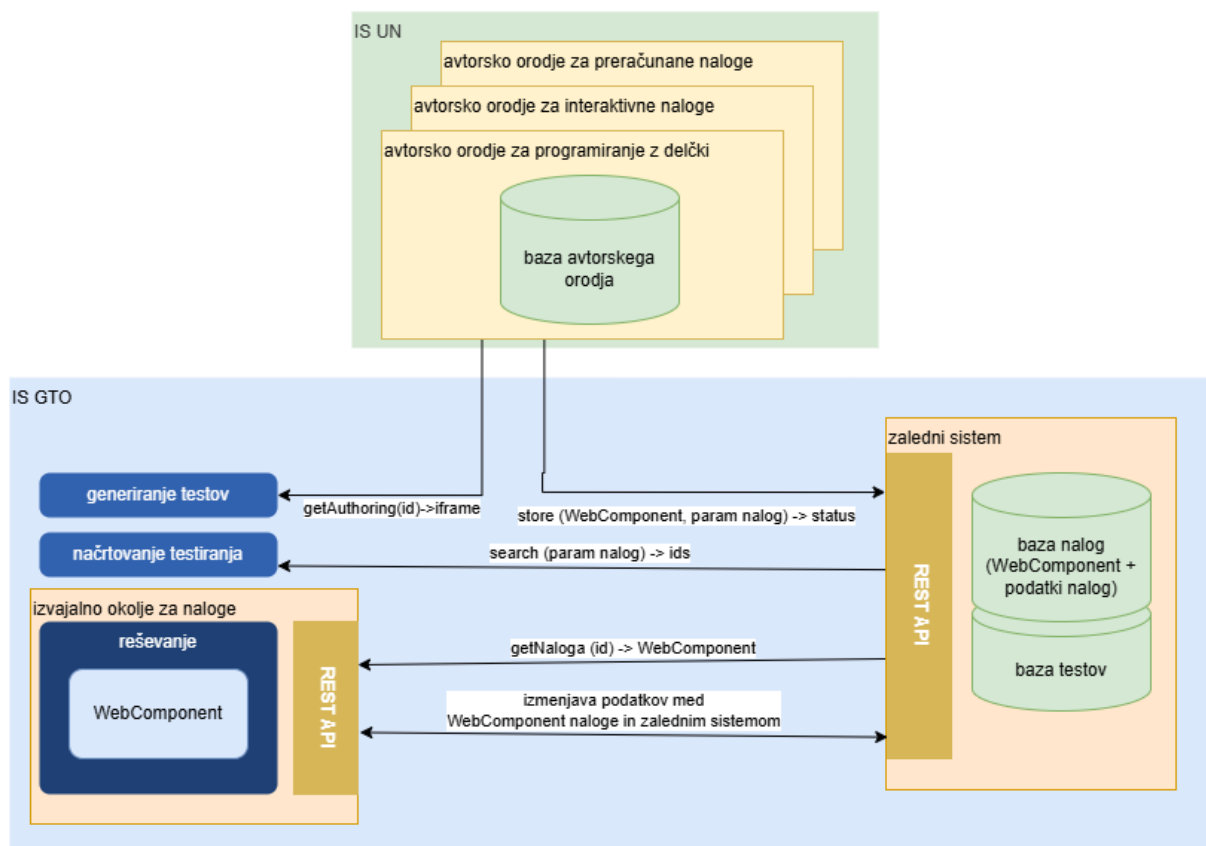 IS UN
avtorsko orodje za preračunane naloge
avtorsko orodje za interaktivne naloge
avtorsko orodje za programiranje z delčki
baza avtorskega
orodja
IS GTO
generiranje testov
getAuthoring(id)->iframe
store (WebComponent, param nalog) -> status
načrtovanje testiranja
search (param nalog) -> ids
izvajalno okolje za naloge
reševanje
WebComponent
REST API
getNaloga (id) -> WebComponent
izmenjava podatkov med
WebComponent naloge in zalednim sistemom
zaledni sistem
REST API
baza nalog
(WebComponent +
podatki nalog)
baza testov